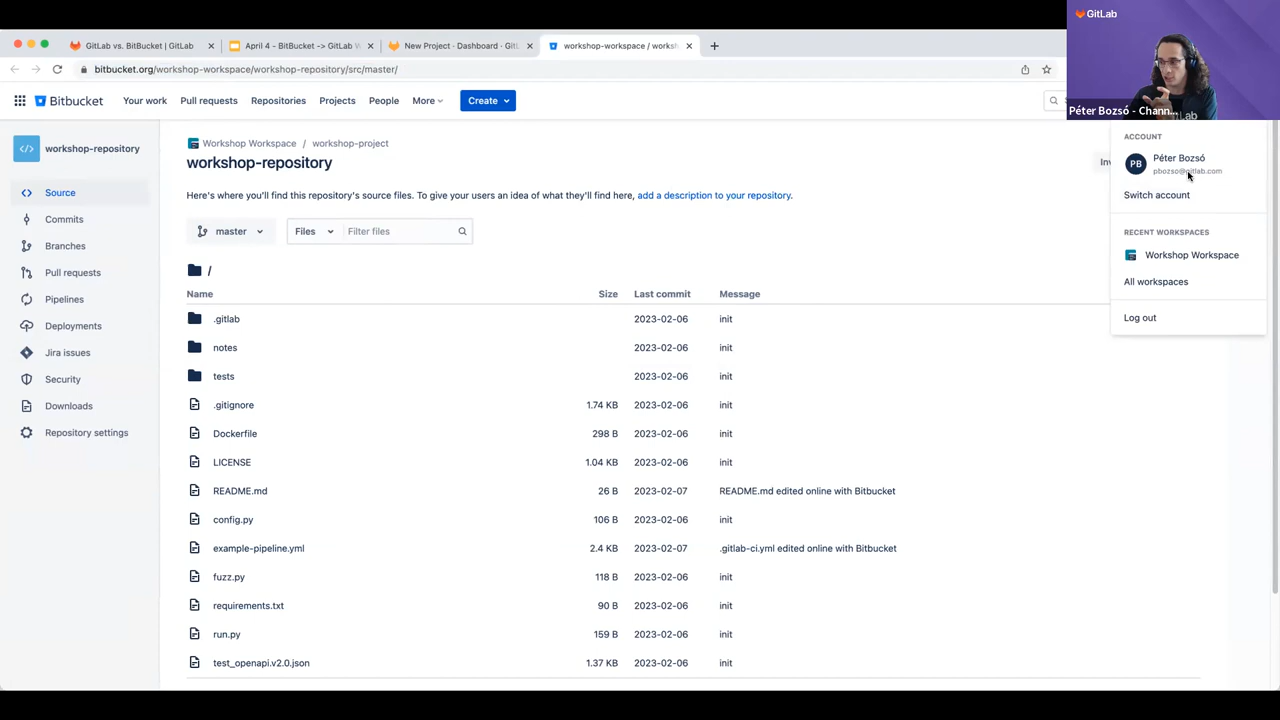 GitLab
Péter Bozsó - Chann...
GitLab vs. BitBucket | GitLab
April 4 - BitBucket -> GitLab W
New Project · Dashboard · GitL
workshop-workspace / worksh
bitbucket.org/workshop-workspace/workshop-repository/src/master/
Bitbucket
Your work
Pull requests
Repositories
Projects
People
More
Create
workshop-repository
Source
Commits
Branches
Pull requests
Pipelines
Deployments
Jira issues
Security
Downloads
Repository settings
Workshop Workspace / workshop-project
workshop-repository
Here's where you'll find this repository's source files. To give your users an idea of what they'll find here, add a description to your repository.
master
Files
Filter files
/
Name Size Last commit Message
.gitlab 2023-02-06 init
notes 2023-02-06 init
tests 2023-02-06 init
.gitignore 1.74 KB 2023-02-06 init
Dockerfile 298 B 2023-02-06 init
LICENSE 1.04 KB 2023-02-06 init
README.md 26 B 2023-02-07 README.md edited online with Bitbucket
config.py 106 B 2023-02-06 init
example-pipeline.yml 2.4 KB 2023-02-07 .gitlab-ci.yml edited online with Bitbucket
fuzz.py 118 B 2023-02-06 init
requirements.txt 90 B 2023-02-06 init
run.py 159 B 2023-02-06 init
test_openapi.v2.0.json 1.37 KB 2023-02-06 init
ACCOUNT
PB
Péter Bozsó
pbozso@gitlab.com
Switch account
RECENT WORKSPACES
Workshop Workspace
All workspaces
Log out